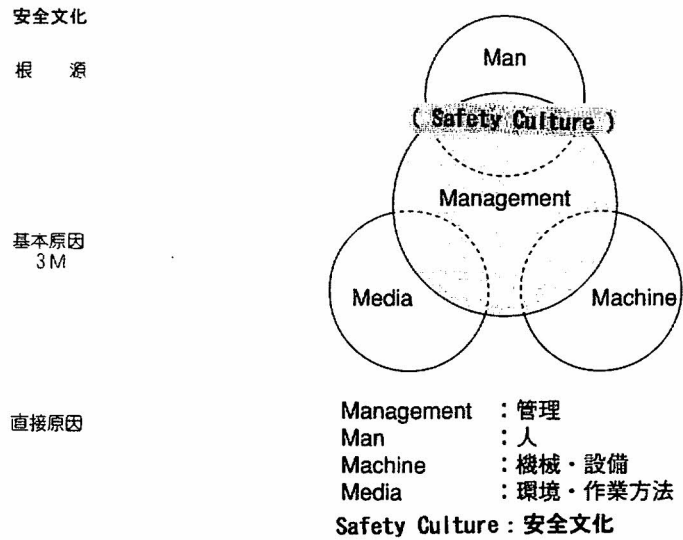 安全文化
根　源
基本原因
3M
直接原因
Man
( Safety Culture )
Management
Media
Machine
Management ：管理
Man ：人
Machine ：機械・設備
Media ：環境・作業方法
Safety Culture：安全文化